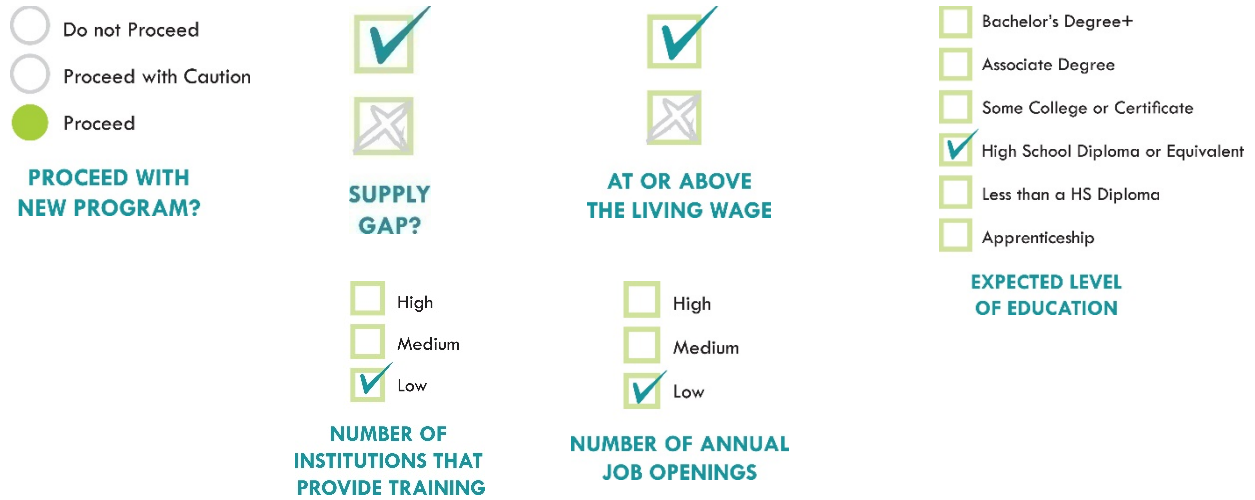 Do not Proceed
Proceed with Caution
Proceed
PROCEED WITH
NEW PROGRAM?
SUPPLY
GAP?
AT OR ABOVE
THE LIVING WAGE
Bachelor's Degree+
Associate Degree
Some College or Certificate
High School Diploma or Equivalent
Less than a HS Diploma
Apprenticeship
EXPECTED LEVEL
OF EDUCATION
High
Medium
Low
NUMBER OF
INSTITUTIONS THAT
PROVIDE TRAINING
High
Medium
Low
NUMBER OF ANNUAL
JOB OPENINGS